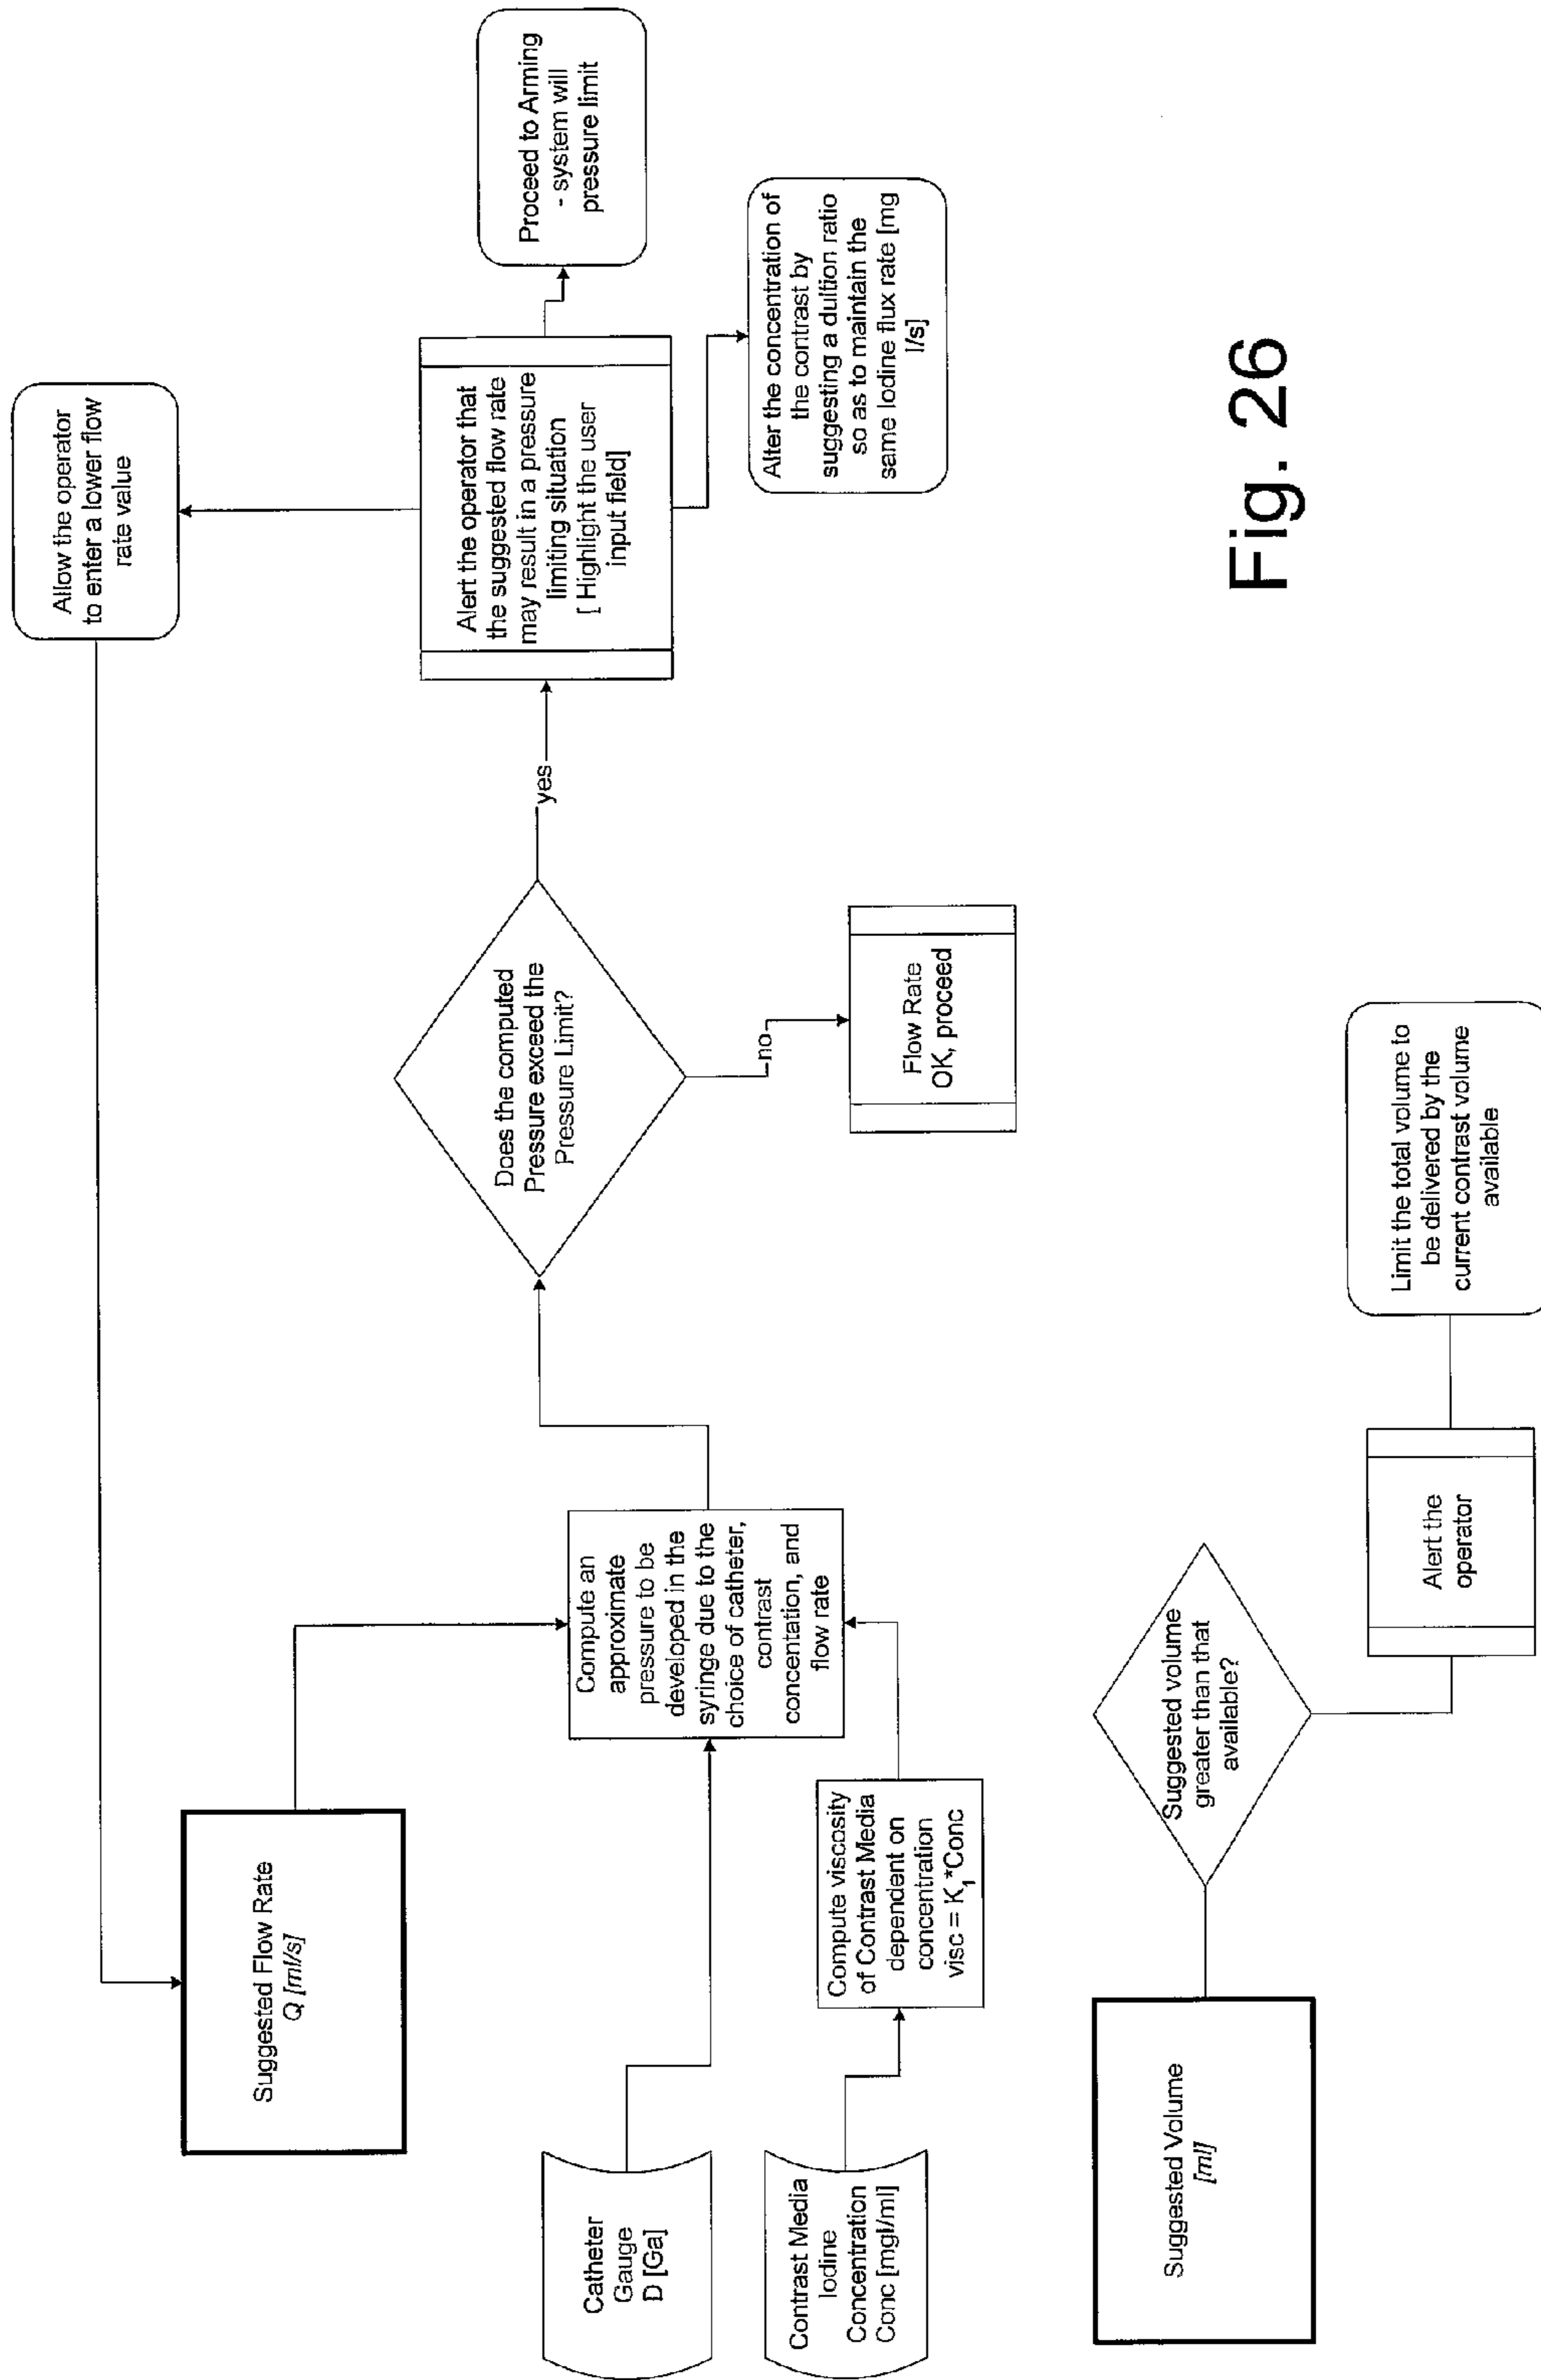 Allow the operator
to enter a lower flow
rate value
Suggested Flow Rate
Q [ml/s]
Catheter
Gauge
D [Ga]
Contrast Media
Iodine
Concentration
Conc [mgI/ml]
Compute viscosity
of Contrast Media
dependent on
concentration
visc = K₁*Conc
Compute an
approximate
pressure to be
developed in the
syringe due to the
choice of catheter,
contrast
concentation, and
flow rate
Does the computed
Pressure exceed the
Pressure Limit?
yes
no
Flow Rate
OK, proceed
Alert the operator that
the suggested flow rate
may result in a pressure
limiting situation
[ Highlight the user
input field]
Proceed to Arming
- system will
pressure limit
Alter the concentration of
the contrast by
suggesting a dultion ratio
so as to maintain the
same Iodine flux rate [mg
I/s]
Suggested Volume
[ml]
Suggested volume
greater than that
available?
Alert the
operator
Limit the total volume to
be delivered by the
current contrast volume
available
Fig. 26